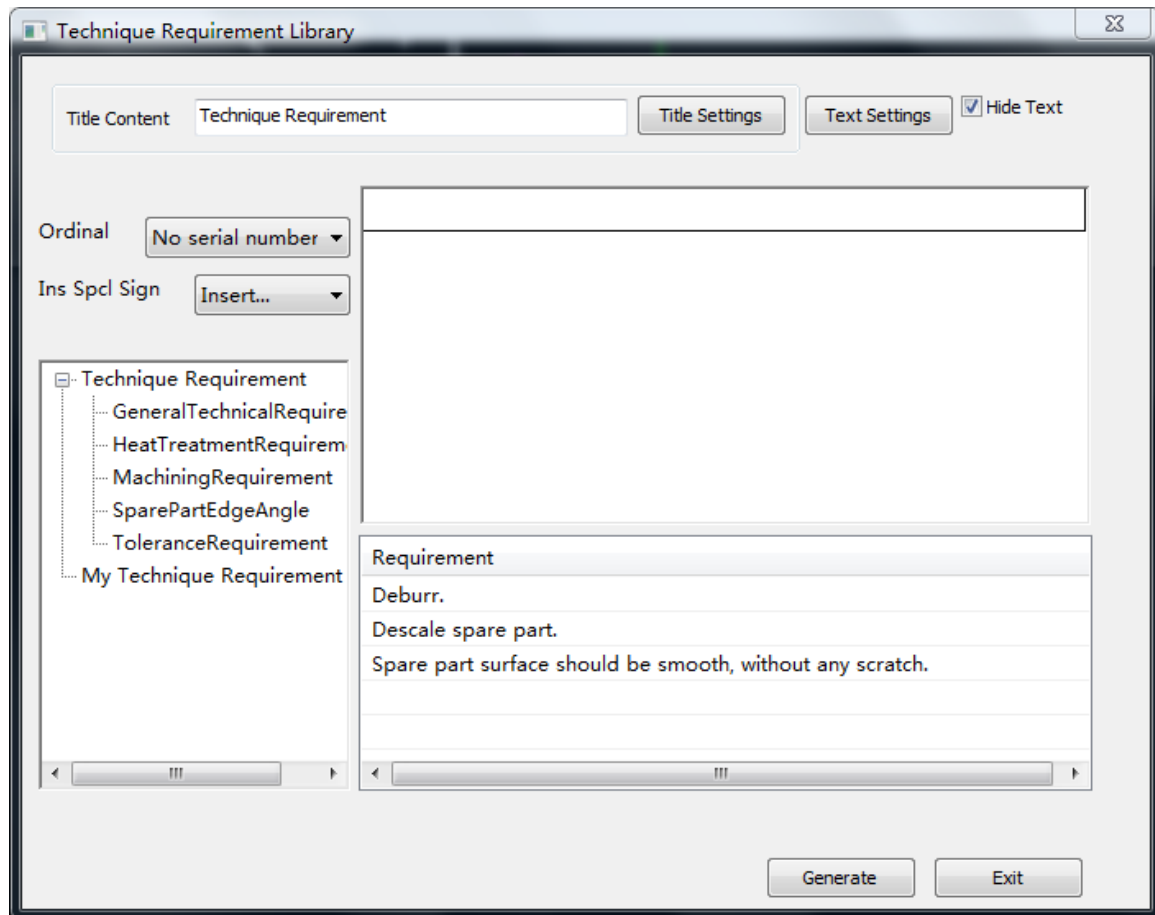 Technique Requirement Library
Title Content Technique Requirement Title Settings Text Settings Hide Text
Ordinal No serial number
Ins Spcl Sign Insert...
Technique Requirement
GeneralTechnicalRequire
HeatTreatmentRequirem
MachiningRequirement
SparePartEdgeAngle
ToleranceRequirement
My Technique Requirement
Requirement
Deburr.
Descale spare part.
Spare part surface should be smooth, without any scratch.
Generate Exit